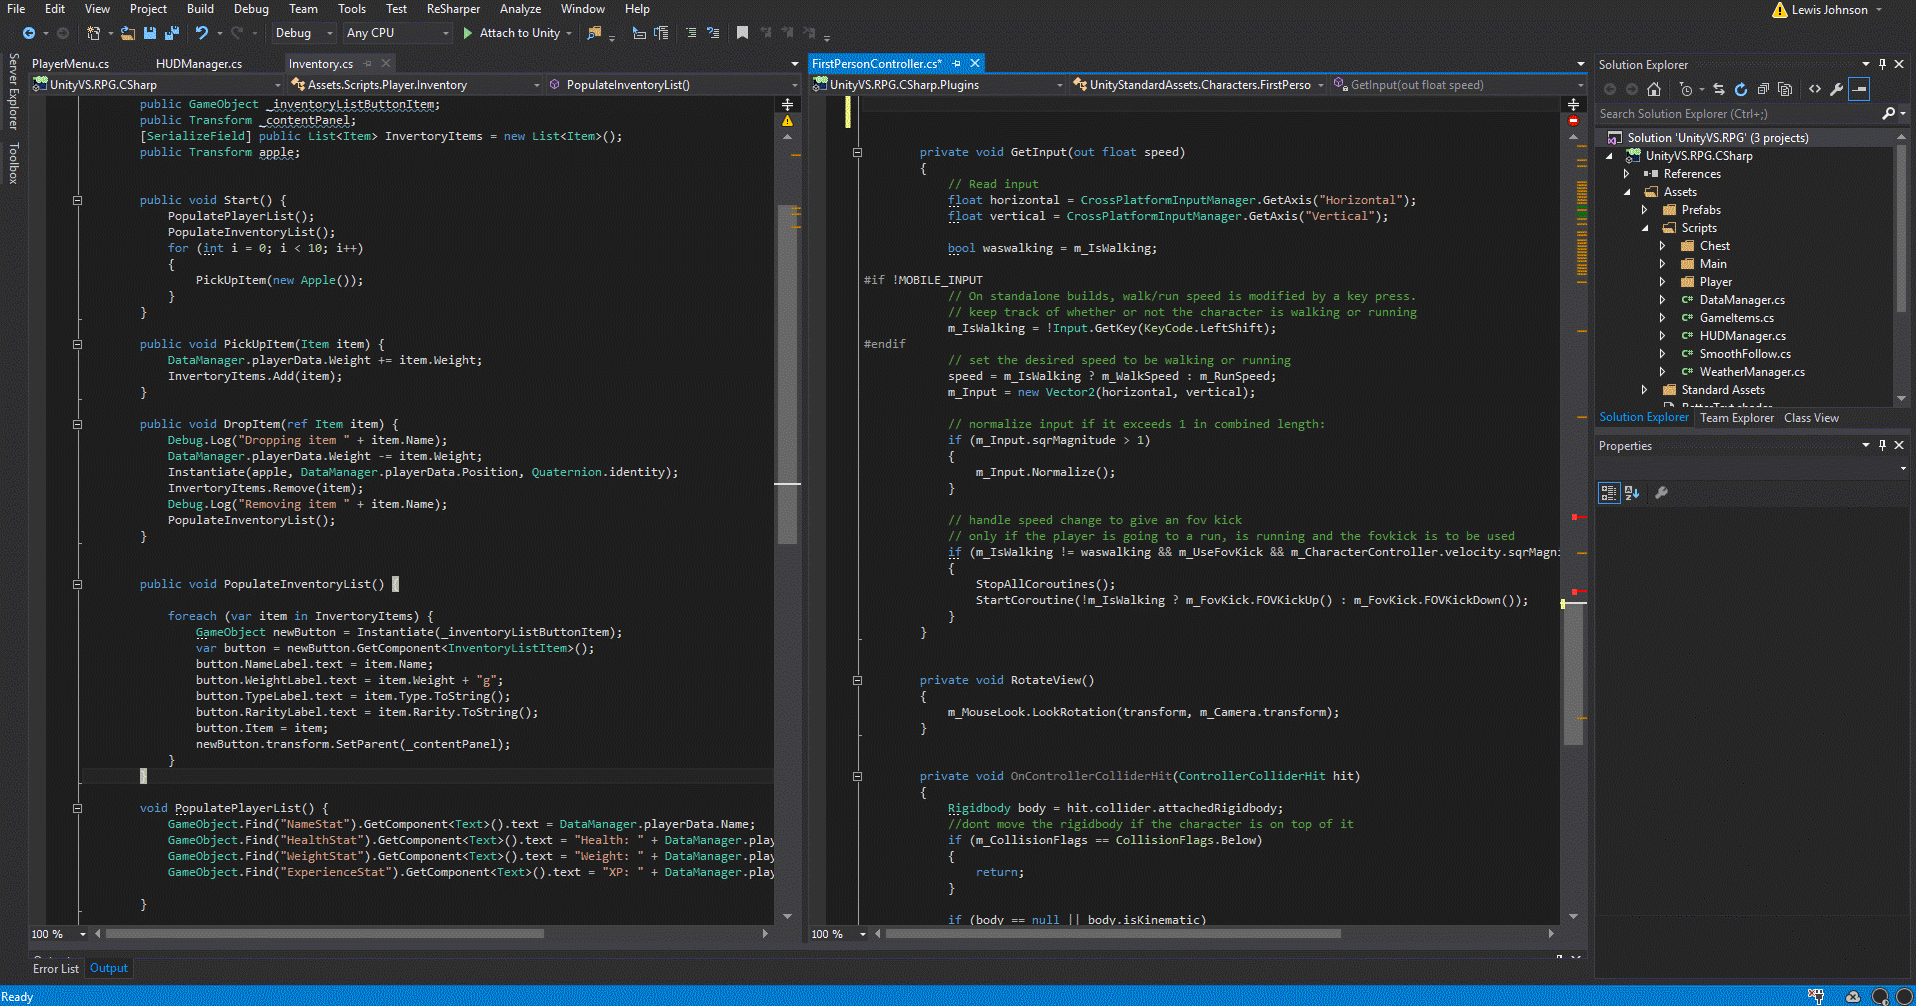 File Edit View Project Build Debug Team Tools Test ReSharper Analyze Window Help
Lewis Johnson
Debug Any CPU Attach to Unity
Server Explorer
Toolbox
PlayerMenu.cs HUDManager.cs Inventory.cs
UnityVS.RPG.CSharp Assets.Scripts.Player.Inventory PopulateInventoryList()
public GameObject _inventoryListButtonItem;
public Transform _contentPanel;
[SerializeField] public List<Item> InvertoryItems = new List<Item>();
public Transform apple;
public void Start() {
PopulatePlayerList();
PopulateInventoryList();
for (int i = 0; i < 10; i++)
{
PickUpItem(new Apple());
}
}
public void PickUpItem(Item item) {
DataManager.playerData.Weight += item.Weight;
InvertoryItems.Add(item);
}
public void DropItem(ref Item item) {
Debug.Log("Dropping item " + item.Name);
DataManager.playerData.Weight -= item.Weight;
Instantiate(apple, DataManager.playerData.Position, Quaternion.identity);
InvertoryItems.Remove(item);
Debug.Log("Removing item " + item.Name);
PopulateInventoryList();
}
public void PopulateInventoryList() {
foreach (var item in InvertoryItems) {
GameObject newButton = Instantiate(_inventoryListButtonItem);
var button = newButton.GetComponent<InventoryListItem>();
button.NameLabel.text = item.Name;
button.WeightLabel.text = item.Weight + "g";
button.TypeLabel.text = item.Type.ToString();
button.RarityLabel.text = item.Rarity.ToString();
button.Item = item;
newButton.transform.SetParent(_contentPanel);
}
}
void PopulatePlayerList() {
GameObject.Find("NameStat").GetComponent<Text>().text = DataManager.playerData.Name;
GameObject.Find("HealthStat").GetComponent<Text>().text = "Health: " + DataManager.play
GameObject.Find("WeightStat").GetComponent<Text>().text = "Weight: " + DataManager.play
GameObject.Find("ExperienceStat").GetComponent<Text>().text = "XP: " + DataManager.play
}
100 %
FirstPersonController.cs*
UnityVS.RPG.CSharp.Plugins UnityStandardAssets.Characters.FirstPerso GetInput(out float speed)
private void GetInput(out float speed)
{
// Read input
float horizontal = CrossPlatformInputManager.GetAxis("Horizontal");
float vertical = CrossPlatformInputManager.GetAxis("Vertical");
bool waswalking = m_IsWalking;
#if !MOBILE_INPUT
// On standalone builds, walk/run speed is modified by a key press.
// keep track of whether or not the character is walking or running
m_IsWalking = !Input.GetKey(KeyCode.LeftShift);
#endif
// set the desired speed to be walking or running
speed = m_IsWalking ? m_WalkSpeed : m_RunSpeed;
m_Input = new Vector2(horizontal, vertical);
// normalize input if it exceeds 1 in combined length:
if (m_Input.sqrMagnitude > 1)
{
m_Input.Normalize();
}
// handle speed change to give an fov kick
// only if the player is going to a run, is running and the fovkick is to be used
if (m_IsWalking != waswalking && m_UseFovKick && m_CharacterController.velocity.sqrMagni
{
StopAllCoroutines();
StartCoroutine(!m_IsWalking ? m_FovKick.FOVKickUp() : m_FovKick.FOVKickDown());
}
}
private void RotateView()
{
m_MouseLook.LookRotation(transform, m_Camera.transform);
}
private void OnControllerColliderHit(ControllerColliderHit hit)
{
Rigidbody body = hit.collider.attachedRigidbody;
//dont move the rigidbody if the character is on top of it
if (m_CollisionFlags == CollisionFlags.Below)
{
return;
}
if (body == null || body.isKinematic)
100 %
Solution Explorer
Search Solution Explorer (Ctrl+;)
Solution 'UnityVS.RPG' (3 projects)
UnityVS.RPG.CSharp
References
Assets
Prefabs
Scripts
Chest
Main
Player
C# DataManager.cs
C# GameItems.cs
C# HUDManager.cs
C# SmoothFollow.cs
C# WeatherManager.cs
Standard Assets
Solution Explorer Team Explorer Class View
Properties
Error List Output
Ready